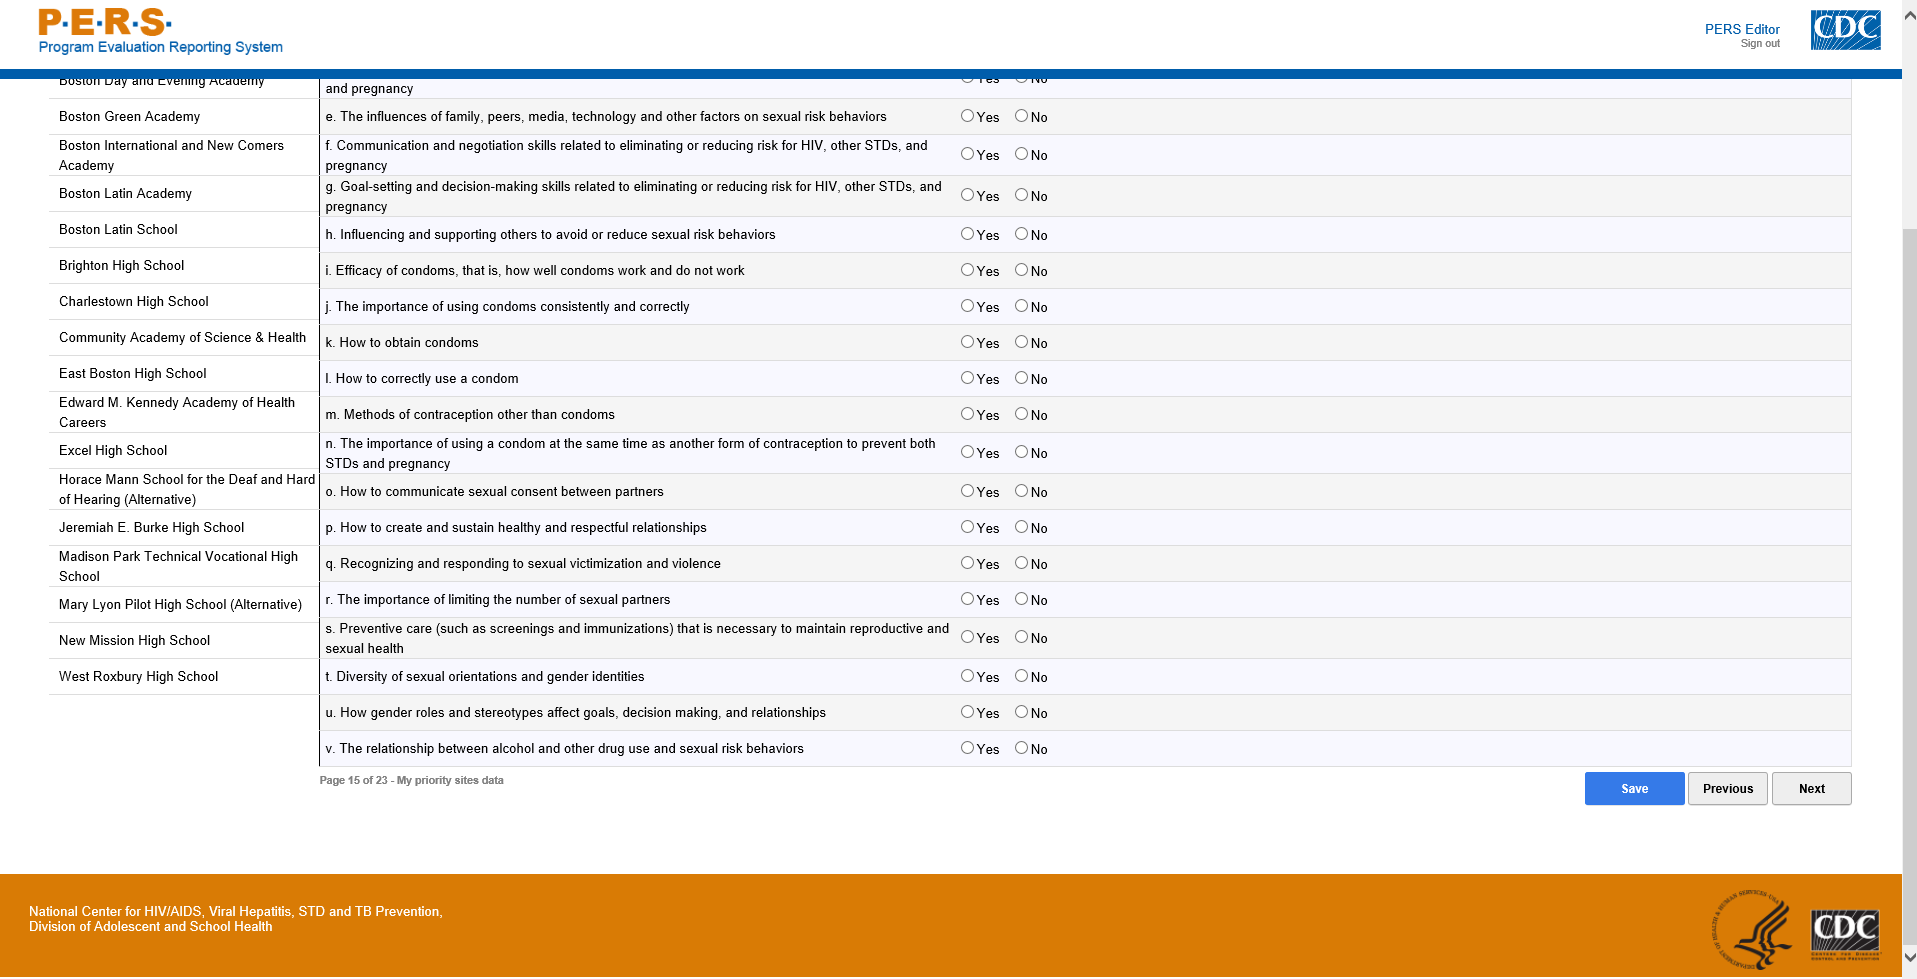 P.E.R.S.
Program Evaluation Reporting System
PERS Editor
Sign out
CDC
Boston Day and Evening Academy
Boston Green Academy
Boston International and New Comers
Academy
Boston Latin Academy
Boston Latin School
Brighton High School
Charlestown High School
Community Academy of Science & Health
East Boston High School
Edward M. Kennedy Academy of Health
Careers
Excel High School
Horace Mann School for the Deaf and Hard
of Hearing (Alternative)
Jeremiah E. Burke High School
Madison Park Technical Vocational High
School
Mary Lyon Pilot High School (Alternative)
New Mission High School
West Roxbury High School
Yes No
and pregnancy
e. The influences of family, peers, media, technology and other factors on sexual risk behaviors Yes No
f. Communication and negotiation skills related to eliminating or reducing risk for HIV, other STDs, and
pregnancy Yes No
g. Goal-setting and decision-making skills related to eliminating or reducing risk for HIV, other STDs, and
pregnancy Yes No
h. Influencing and supporting others to avoid or reduce sexual risk behaviors Yes No
i. Efficacy of condoms, that is, how well condoms work and do not work Yes No
j. The importance of using condoms consistently and correctly Yes No
k. How to obtain condoms Yes No
l. How to correctly use a condom Yes No
m. Methods of contraception other than condoms Yes No
n. The importance of using a condom at the same time as another form of contraception to prevent both
STDs and pregnancy Yes No
o. How to communicate sexual consent between partners Yes No
p. How to create and sustain healthy and respectful relationships Yes No
q. Recognizing and responding to sexual victimization and violence Yes No
r. The importance of limiting the number of sexual partners Yes No
s. Preventive care (such as screenings and immunizations) that is necessary to maintain reproductive and
sexual health Yes No
t. Diversity of sexual orientations and gender identities Yes No
u. How gender roles and stereotypes affect goals, decision making, and relationships Yes No
v. The relationship between alcohol and other drug use and sexual risk behaviors Yes No
Page 15 of 23 - My priority sites data
Save Previous Next
National Center for HIV/AIDS, Viral Hepatitis, STD and TB Prevention,
Division of Adolescent and School Health
DEPARTMENT OF HEALTH & HUMAN SERVICES•USA
CDC
CENTERS FOR DISEASE
CONTROL AND PREVENTION